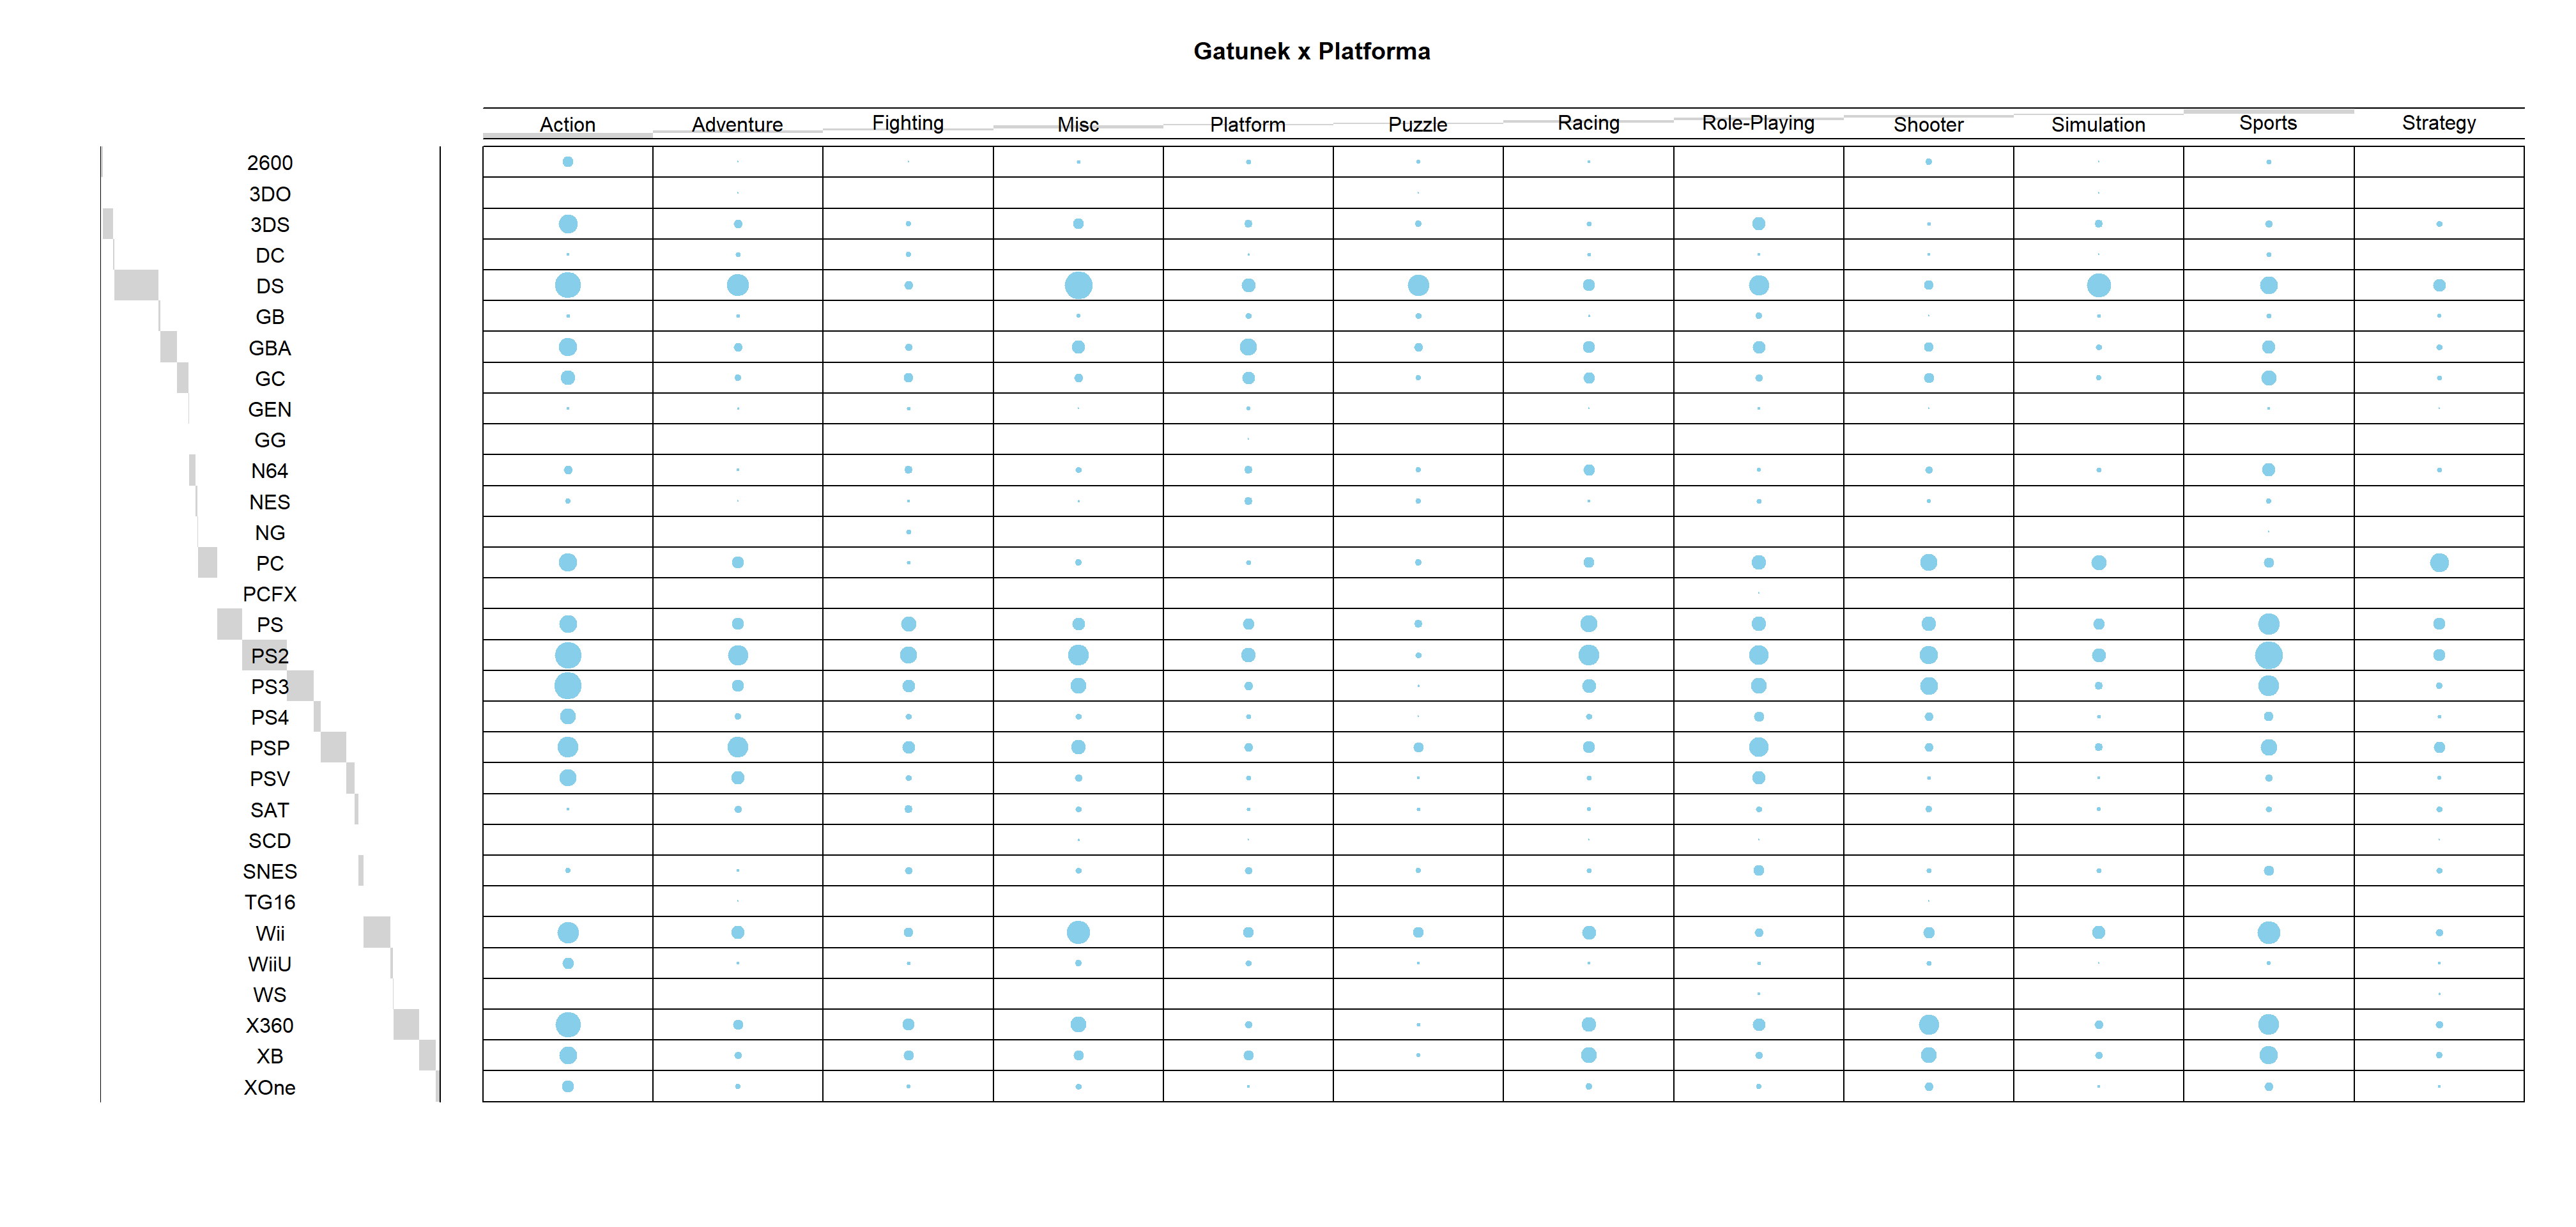 Gatunek x Platforma
Action Adventure Fighting Misc Platform Puzzle Racing Role-Playing Shooter Simulation Sports Strategy
2600
3DO
3DS
DC
DS
GB
GBA
GC
GEN
GG
N64
NES
NG
PC
PCFX
PS
PS2
PS3
PS4
PSP
PSV
SAT
SCD
SNES
TG16
Wii
WiiU
WS
X360
XB
XOne